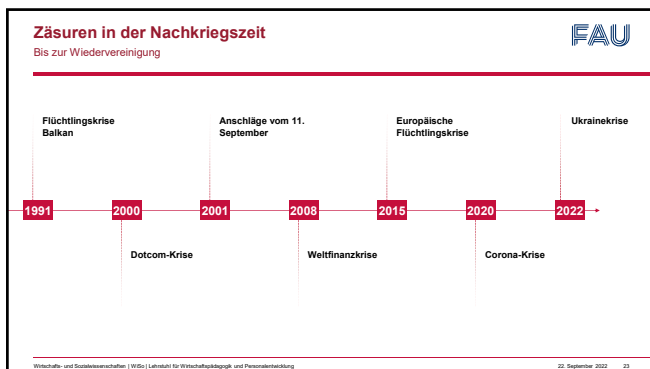 Zäsuren in der Nachkriegszeit
Bis zur Wiedervereinigung
FAU
Flüchtlingskrise
Balkan
Anschläge vom 11.
September
Europäische
Flüchtlingskrise
Ukrainekrise
1991
2000
2001
2008
2015
2020
2022
Dotcom-Krise
Weltfinanzkrise
Corona-Krise
Wirtschafts- und Sozialwissenschaften | WiSo | Lehrstuhl für Wirtschaftspädagogik und Personalentwicklung
22. September 2022
23